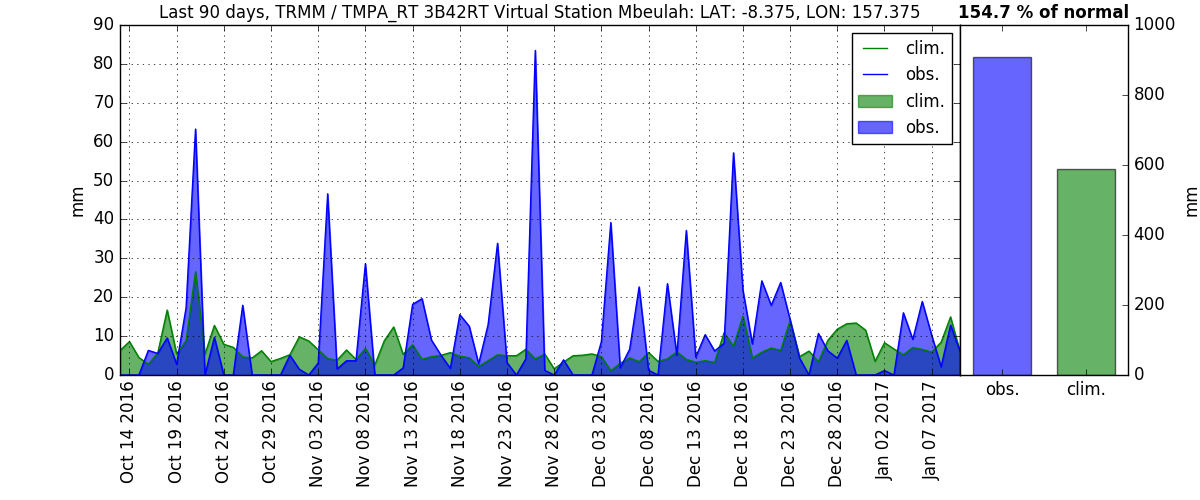 Last 90 days, TRMM / TMPA_RT 3B42RT Virtual Station Mbeulah: LAT: -8.375, LON: 157.375
154.7 % of normal
90
80
70
60
50
40
30
20
10
0
mm
clim.
obs.
clim.
obs.
Oct 14 2016
Oct 19 2016
Oct 24 2016
Oct 29 2016
Nov 03 2016
Nov 08 2016
Nov 13 2016
Nov 18 2016
Nov 23 2016
Nov 28 2016
Dec 03 2016
Dec 08 2016
Dec 13 2016
Dec 18 2016
Dec 23 2016
Dec 28 2016
Jan 02 2017
Jan 07 2017
1000
800
600
400
200
0
mm
obs.
clim.